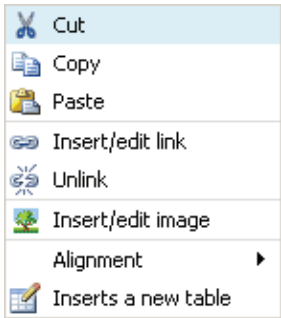 Cut
Copy
Paste
Insert/edit link
Unlink
Insert/edit image
Alignment
Inserts a new table